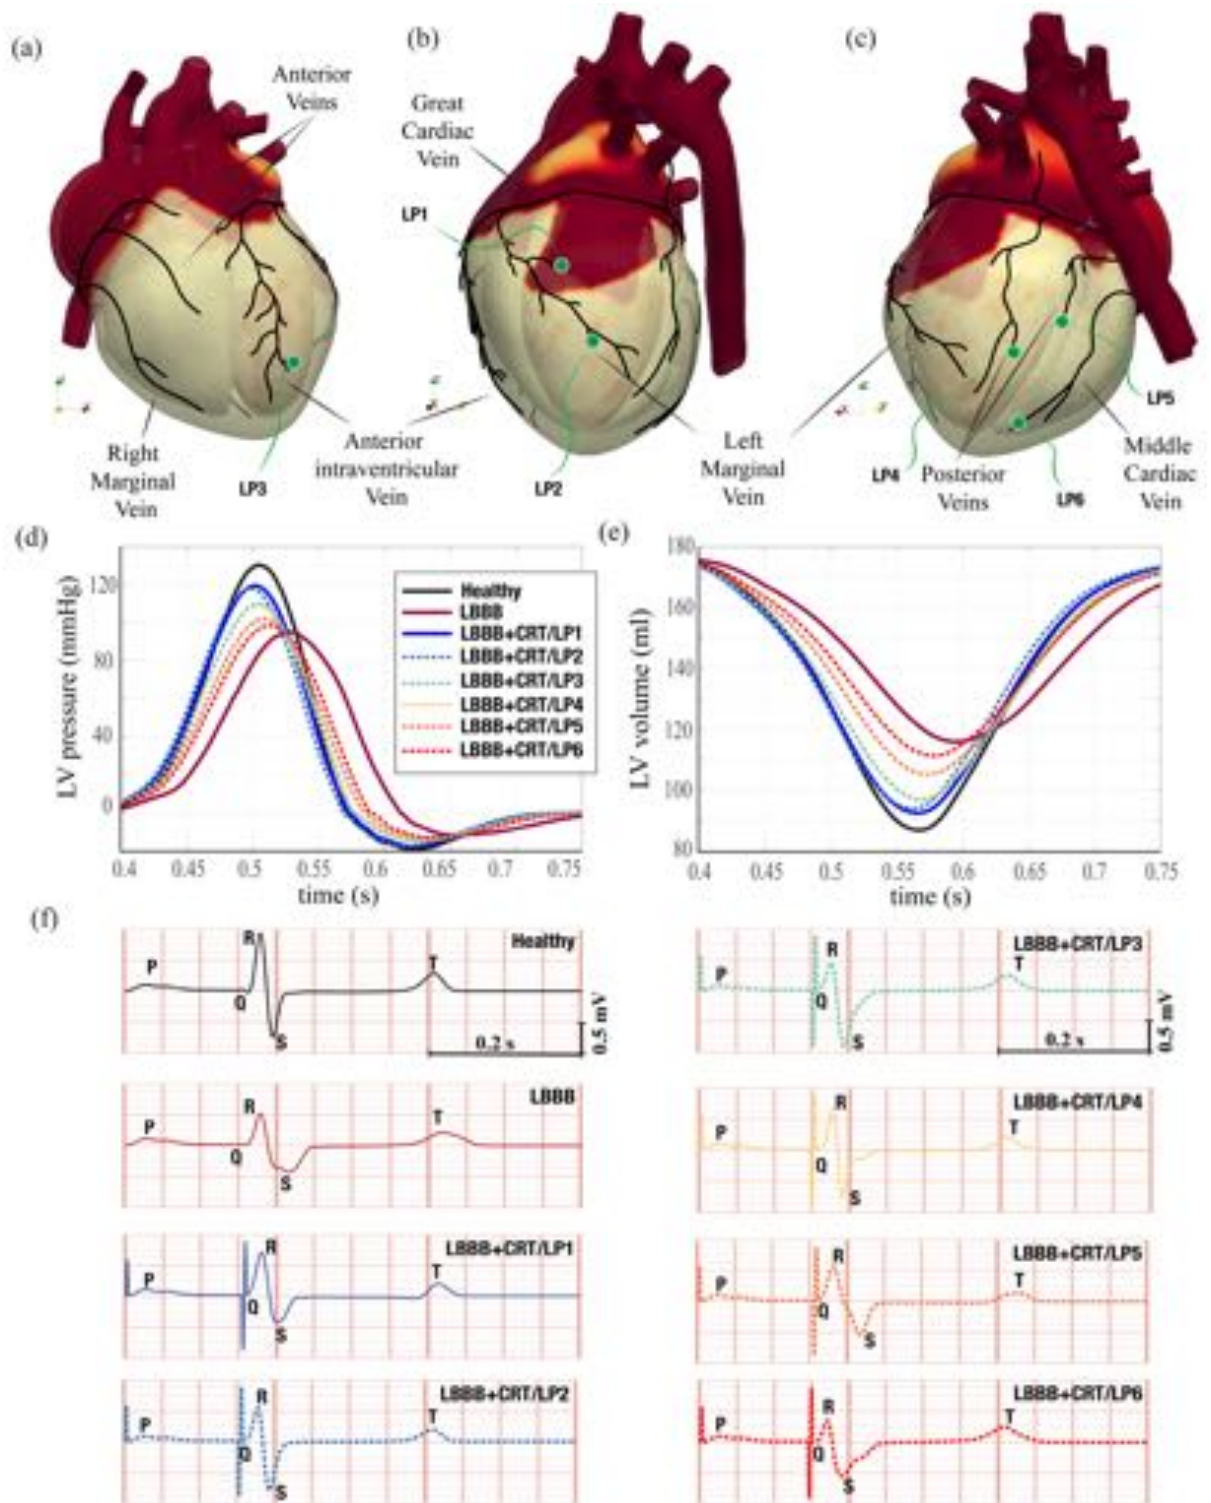 (a)
(b)
(c)
Anterior
Veins
Great
Cardiac
Vein
LP1
Right
Marginal
Vein
LP3
Anterior
intraventricular
Vein
LP2
Left
Marginal
Vein
LP4
Posterior
Veins
LP6
LP5
Middle
Cardiac
Vein
(d)
LV pressure (mmHg)
120
80
40
0
0.4
0.45
0.5
0.55
0.6
0.65
0.7
0.75
time (s)
Healthy
LBBB
LBBB+CRT/LP1
LBBB+CRT/LP2
LBBB+CRT/LP3
LBBB+CRT/LP4
LBBB+CRT/LP5
LBBB+CRT/LP6
(e)
LV volume (ml)
180
160
140
120
100
80
0.4
0.45
0.5
0.55
0.6
0.65
0.7
0.75
time (s)
(f)
Healthy
P
Q
R
S
T
0.2 s
0.5 mV
LBBB
P
Q
R
S
T
LBBB+CRT/LP1
P
Q
R
S
T
LBBB+CRT/LP2
P
Q
R
S
T
LBBB+CRT/LP3
P
Q
R
S
T
0.2 s
0.5 mV
LBBB+CRT/LP4
P
Q
R
S
T
LBBB+CRT/LP5
P
Q
R
S
T
LBBB+CRT/LP6
P
Q
R
S
T